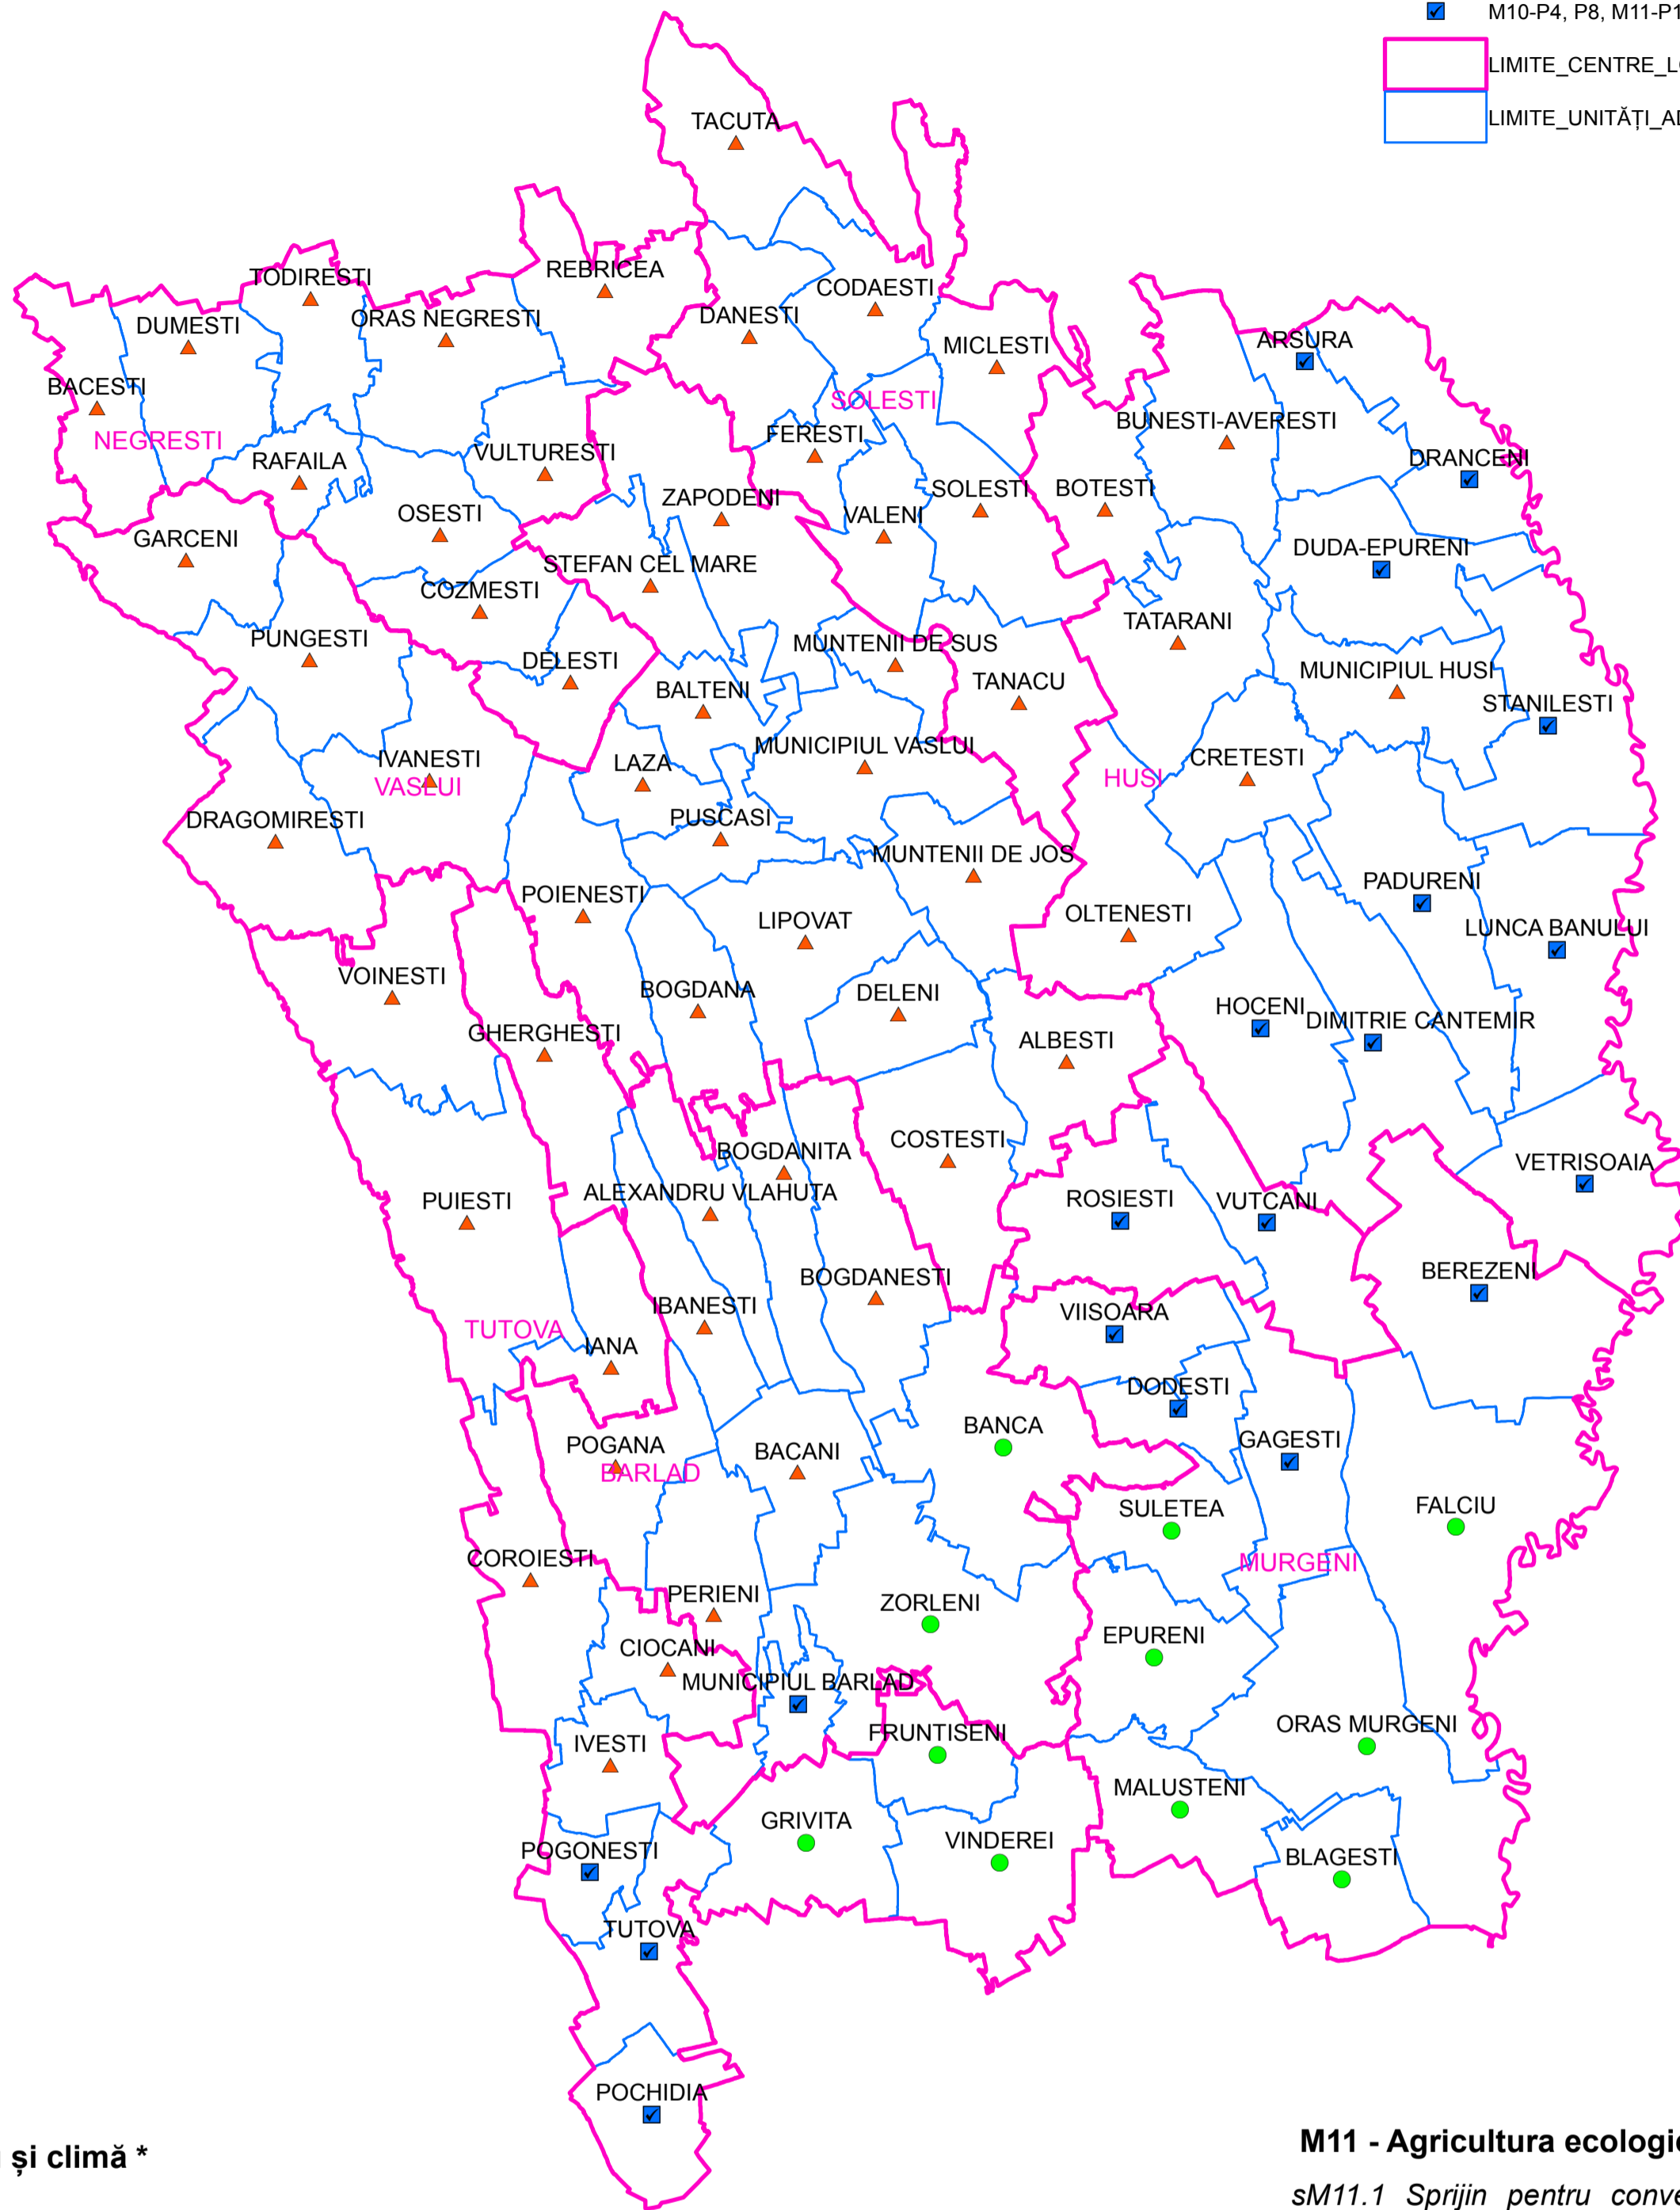 M10-P4, P8, M11-P1
LIMITE_CENTRE_L
LIMITE_UNITĂȚI_A
TACUTA
REBRICEA
TODIRESTI
CODAESTI
DANESTI
ORAS NEGRESTI
DUMESTI
ARSURA
MICLESTI
BACESTI
SOLESTI
BUNESTI-AVERESTI
FERESTI
NEGRESTI
VULTURESTI
RAFAILA
DRANCENI
SOLESTI
BOTESTI
ZAPODENI
OSESTI
VALENI
GARCENI
DUDA-EPURENI
STEFAN CEL MARE
COZMESTI
TATARANI
PUNGESTI
MUNTENII DE SUS
DELESTI
MUNICIPIUL HUSI
TANACU
BALTENI
STANILESTI
MUNICIPIUL VASLUI
IVANESTI
LAZA
CRETESTI
HUSI
VASLUI
DRAGOMIRESTI
PUSCASI
MUNTENII DE JOS
PADURENI
POIENESTI
LIPOVAT
OLTENESTI
LUNCA BANULUI
VOINESTI
BOGDANA
DELENI
HOCENI
DIMITRIE CANTEMIR
GHERGHESTI
ALBESTI
COSTESTI
BOGDANITA
VETRISOAIA
ALEXANDRU VLAHUTA
PUIESTI
ROSIESTI
VUTCANI
BOGDANESTI
BEREZENI
IBANESTI
VIISOARA
TUTOVA
IANA
DODESTI
BANCA
GAGESTI
POGANA
BACANI
BARLAD
SULETEA
FALCIU
COROIESTI
MURGENI
PERIENI
ZORLENI
EPURENI
CIOCANI
MUNICIPIUL BARLAD
ORAS MURGENI
FRUNTISENI
IVESTI
MALUSTENI
GRIVITA
VINDEREI
POGONESTI
BLAGESTI
TUTOVA
POCHIDIA
și climă *
M11 - Agricultura ecologi
sM11.1 Sprijin pentru conve